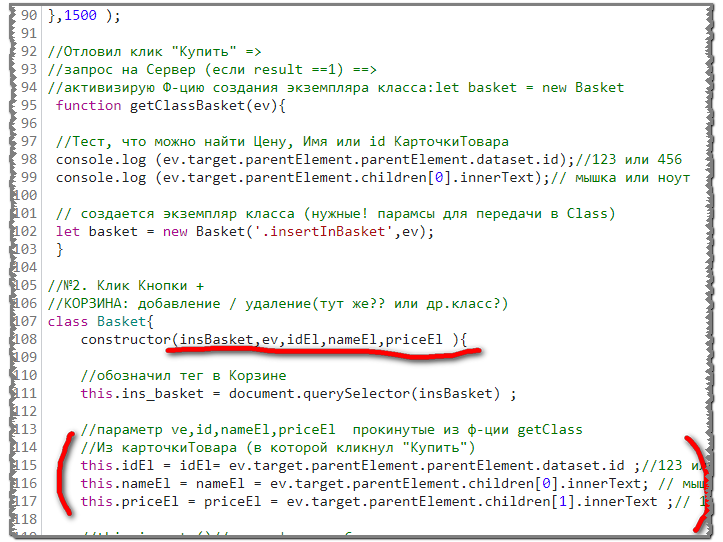 90 },1500 );
91
92 //Отловил клик "Купить" =>
93 //запрос на Сервер (если result ==1) ==>
94 //активизирую Ф-цию создания экземпляра класса:let basket = new Basket
95 function getClassBasket(ev){
96
97 //Тест, что можно найти Цену, Имя или id КарточкиТовара
98 console.log (ev.target.parentElement.parentElement.dataset.id);//123 или 456
99 console.log (ev.target.parentElement.children[0].innerText);// мышка или ноут
100
101 // создается экземпляр класса (нужные! парамсы для передачи в Class)
102 let basket = new Basket('.insertInBasket',ev);
103 }
104
105 //№2. Клик Кнопки +
106 //КОРЗИНА: добавление / удаление(тут же?? или др.класс?)
107 class Basket{
108 constructor(insBasket,ev,idEl,nameEl,priceEl ){
109
110 //обозначил тег в Корзине
111 this.ins_basket = document.querySelector(insBasket) ;
112
113 //параметр ve,id,nameEl,priceEl прокинутые из ф-ции getClass
114 //Из карточкиТовара (в которой кликнул "Купить")
115 this.idEl = idEl= ev.target.parentElement.parentElement.dataset.id ;//123 ил
116 this.nameEl = nameEl = ev.target.parentElement.children[0].innerText; // мыш
117 this.priceEl = priceEl = ev.target.parentElement.children[1].innerText ;// 1
118